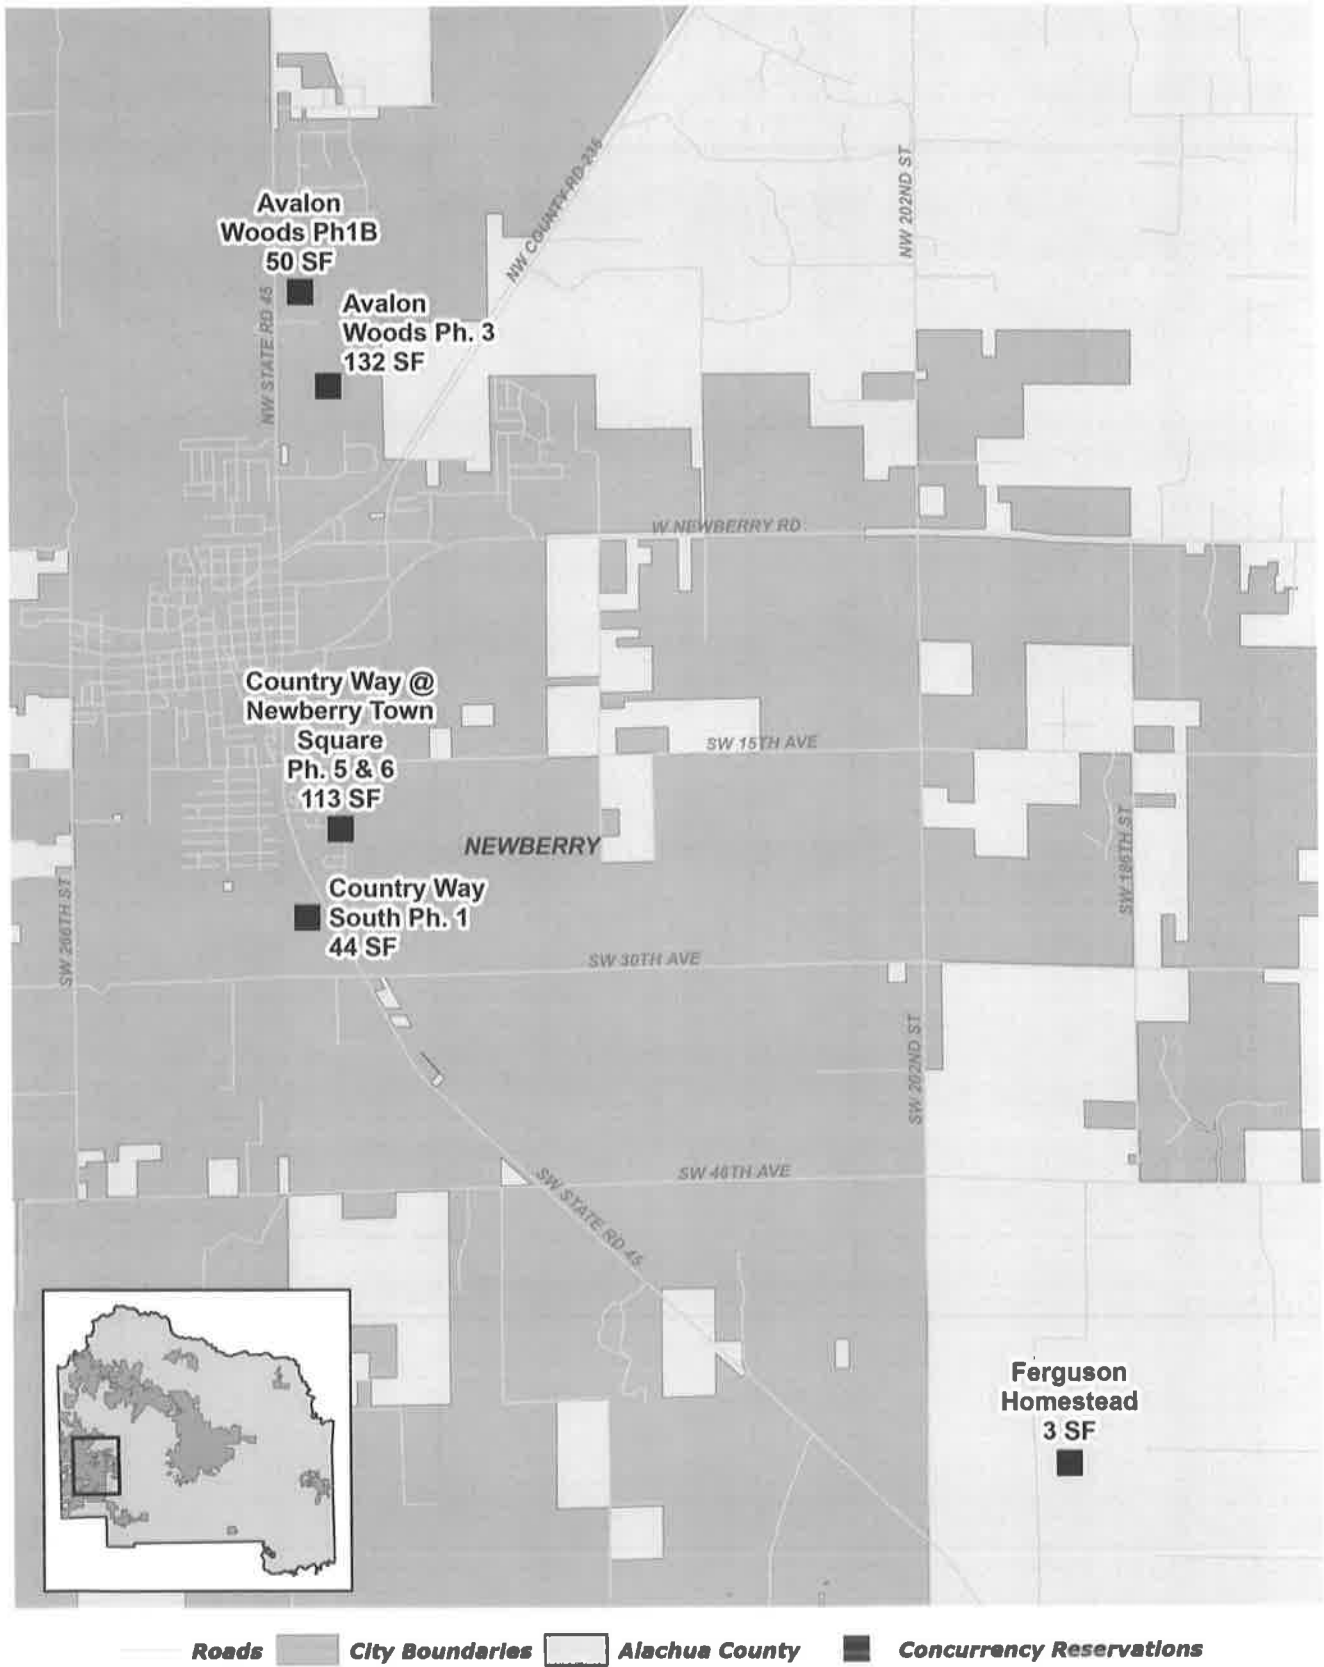 NW COUNTY RD 235
NW 202ND ST
Avalon
Woods Ph1B
50 SF
NW STATE RD 45
Avalon
Woods Ph. 3
132 SF
W NEWBERRY RD
Country Way @
Newberry Town
Square
Ph. 5 & 6
113 SF
SW 15TH AVE
NEWBERRY
SW 186TH ST
Country Way
South Ph. 1
44 SF
SW 266TH ST
SW 30TH AVE
SW 202ND ST
SW 46TH AVE
SW STATE RD 45
Ferguson
Homestead
3 SF
Roads
City Boundaries
Alachua County
Concurrency Reservations